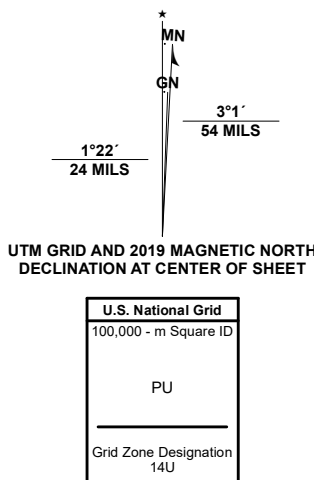 ★
MN
GN
3°1´
54 MILS
1°22´
24 MILS
UTM GRID AND 2019 MAGNETIC NORTH
DECLINATION AT CENTER OF SHEET
U.S. National Grid
100,000 - m Square ID
PU
Grid Zone Designation
14U